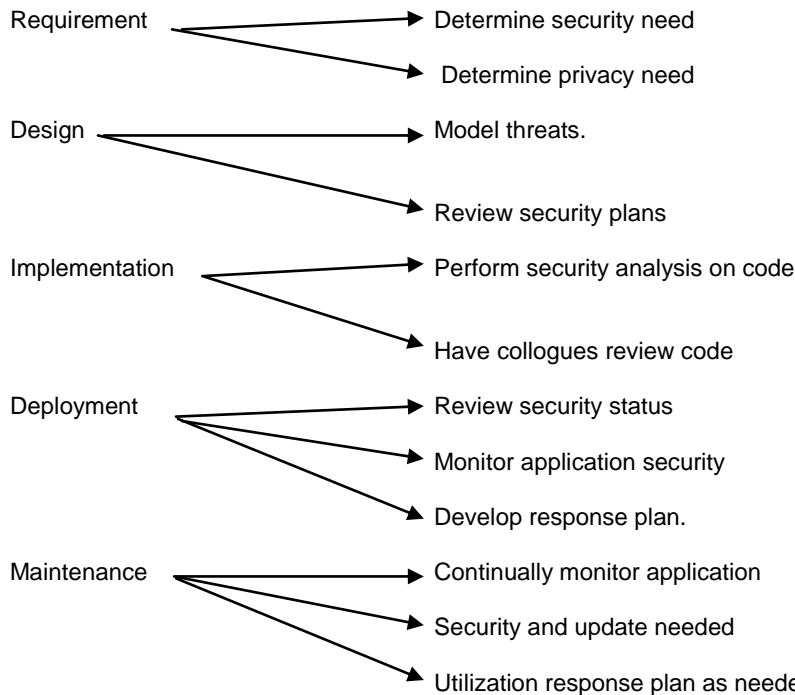 Requirement Determine security need
Determine privacy need
Design Model threats.
Review security plans
Implementation Perform security analysis on code
Have collogues review code
Deployment Review security status
Monitor application security
Develop response plan.
Maintenance Continually monitor application
Security and update needed
Utilization response plan as neede